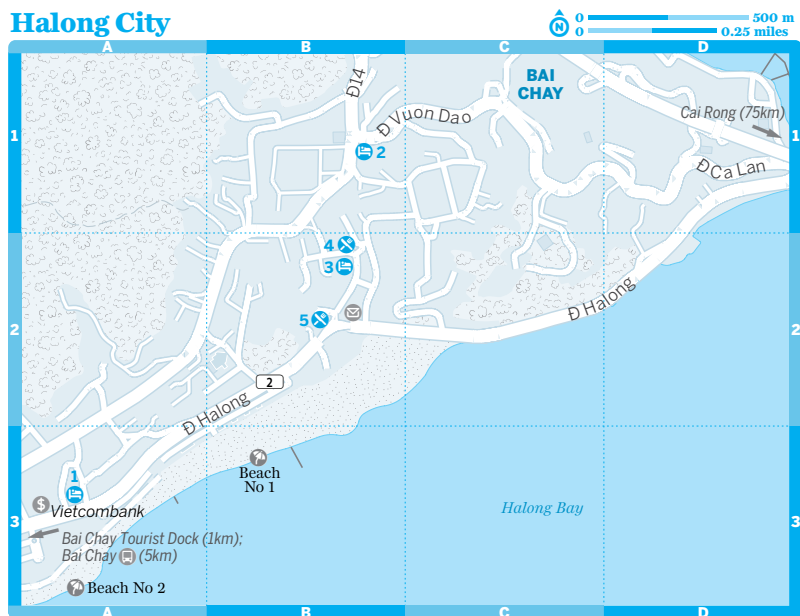 Halong City
N
0 500 m
0 0.25 miles
A B C D
1
Đ14
BAI
CHAY
Đ Vuon Dao
Cai Rong (75km)
1
2
ĐCa Lan
4
3
Đ Halong
2
5
2
2
Đ Halong
1
Beach
No 1
$
Vietcombank
Halong Bay
3
3
Bai Chay Tourist Dock (1km);
Bai Chay (5km)
Beach No 2
A B C D